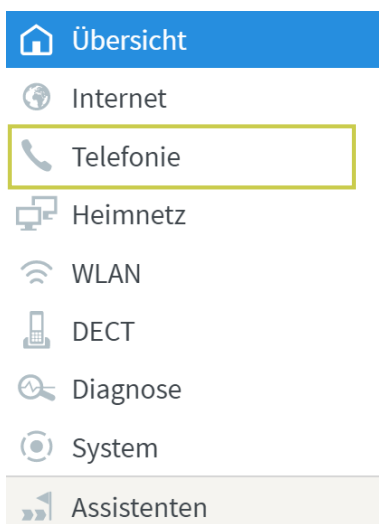 Übersicht
Internet
Telefonie
Heimnetz
WLAN
DECT
Diagnose
System
Assistenten